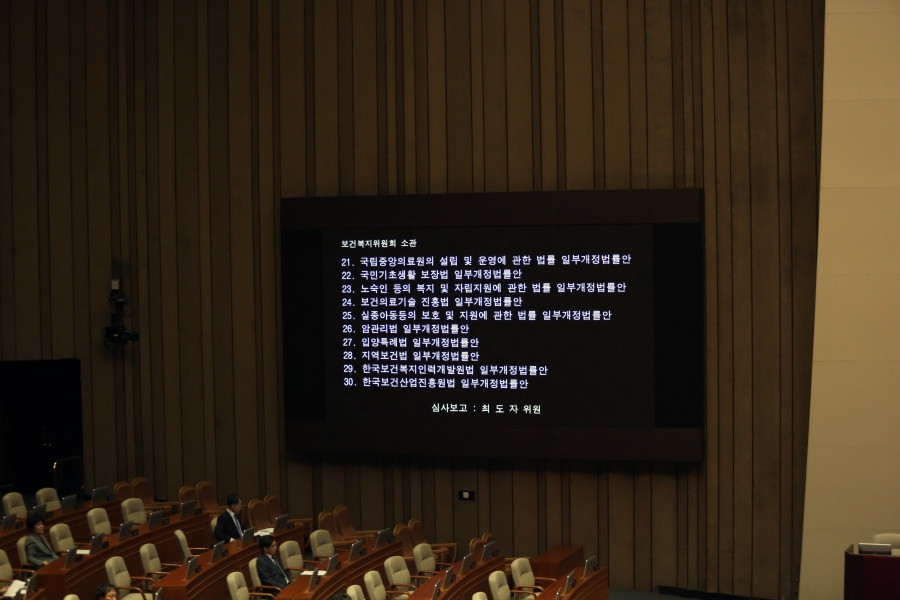 보건복지위원회 소관
21. 국립중앙의료원의 설립 및 운영에 관한 법률 일부개정법률안
22. 국민기초생활 보장법 일부개정법률안
23. 노숙인 등의 복지 및 자립지원에 관한 법률 일부개정법률안
24. 보건의료기술 진흥법 일부개정법률안
25. 실종아동등의 보호 및 지원에 관한 법률 일부개정법률안
26. 암관리법 일부개정법률안
27. 입양특례법 일부개정법률안
28. 지역보건법 일부개정법률안
29. 한국보건복지인력개발원법 일부개정법률안
30. 한국보건산업진흥원법 일부개정법률안
심사보고 : 최 도 자 위원